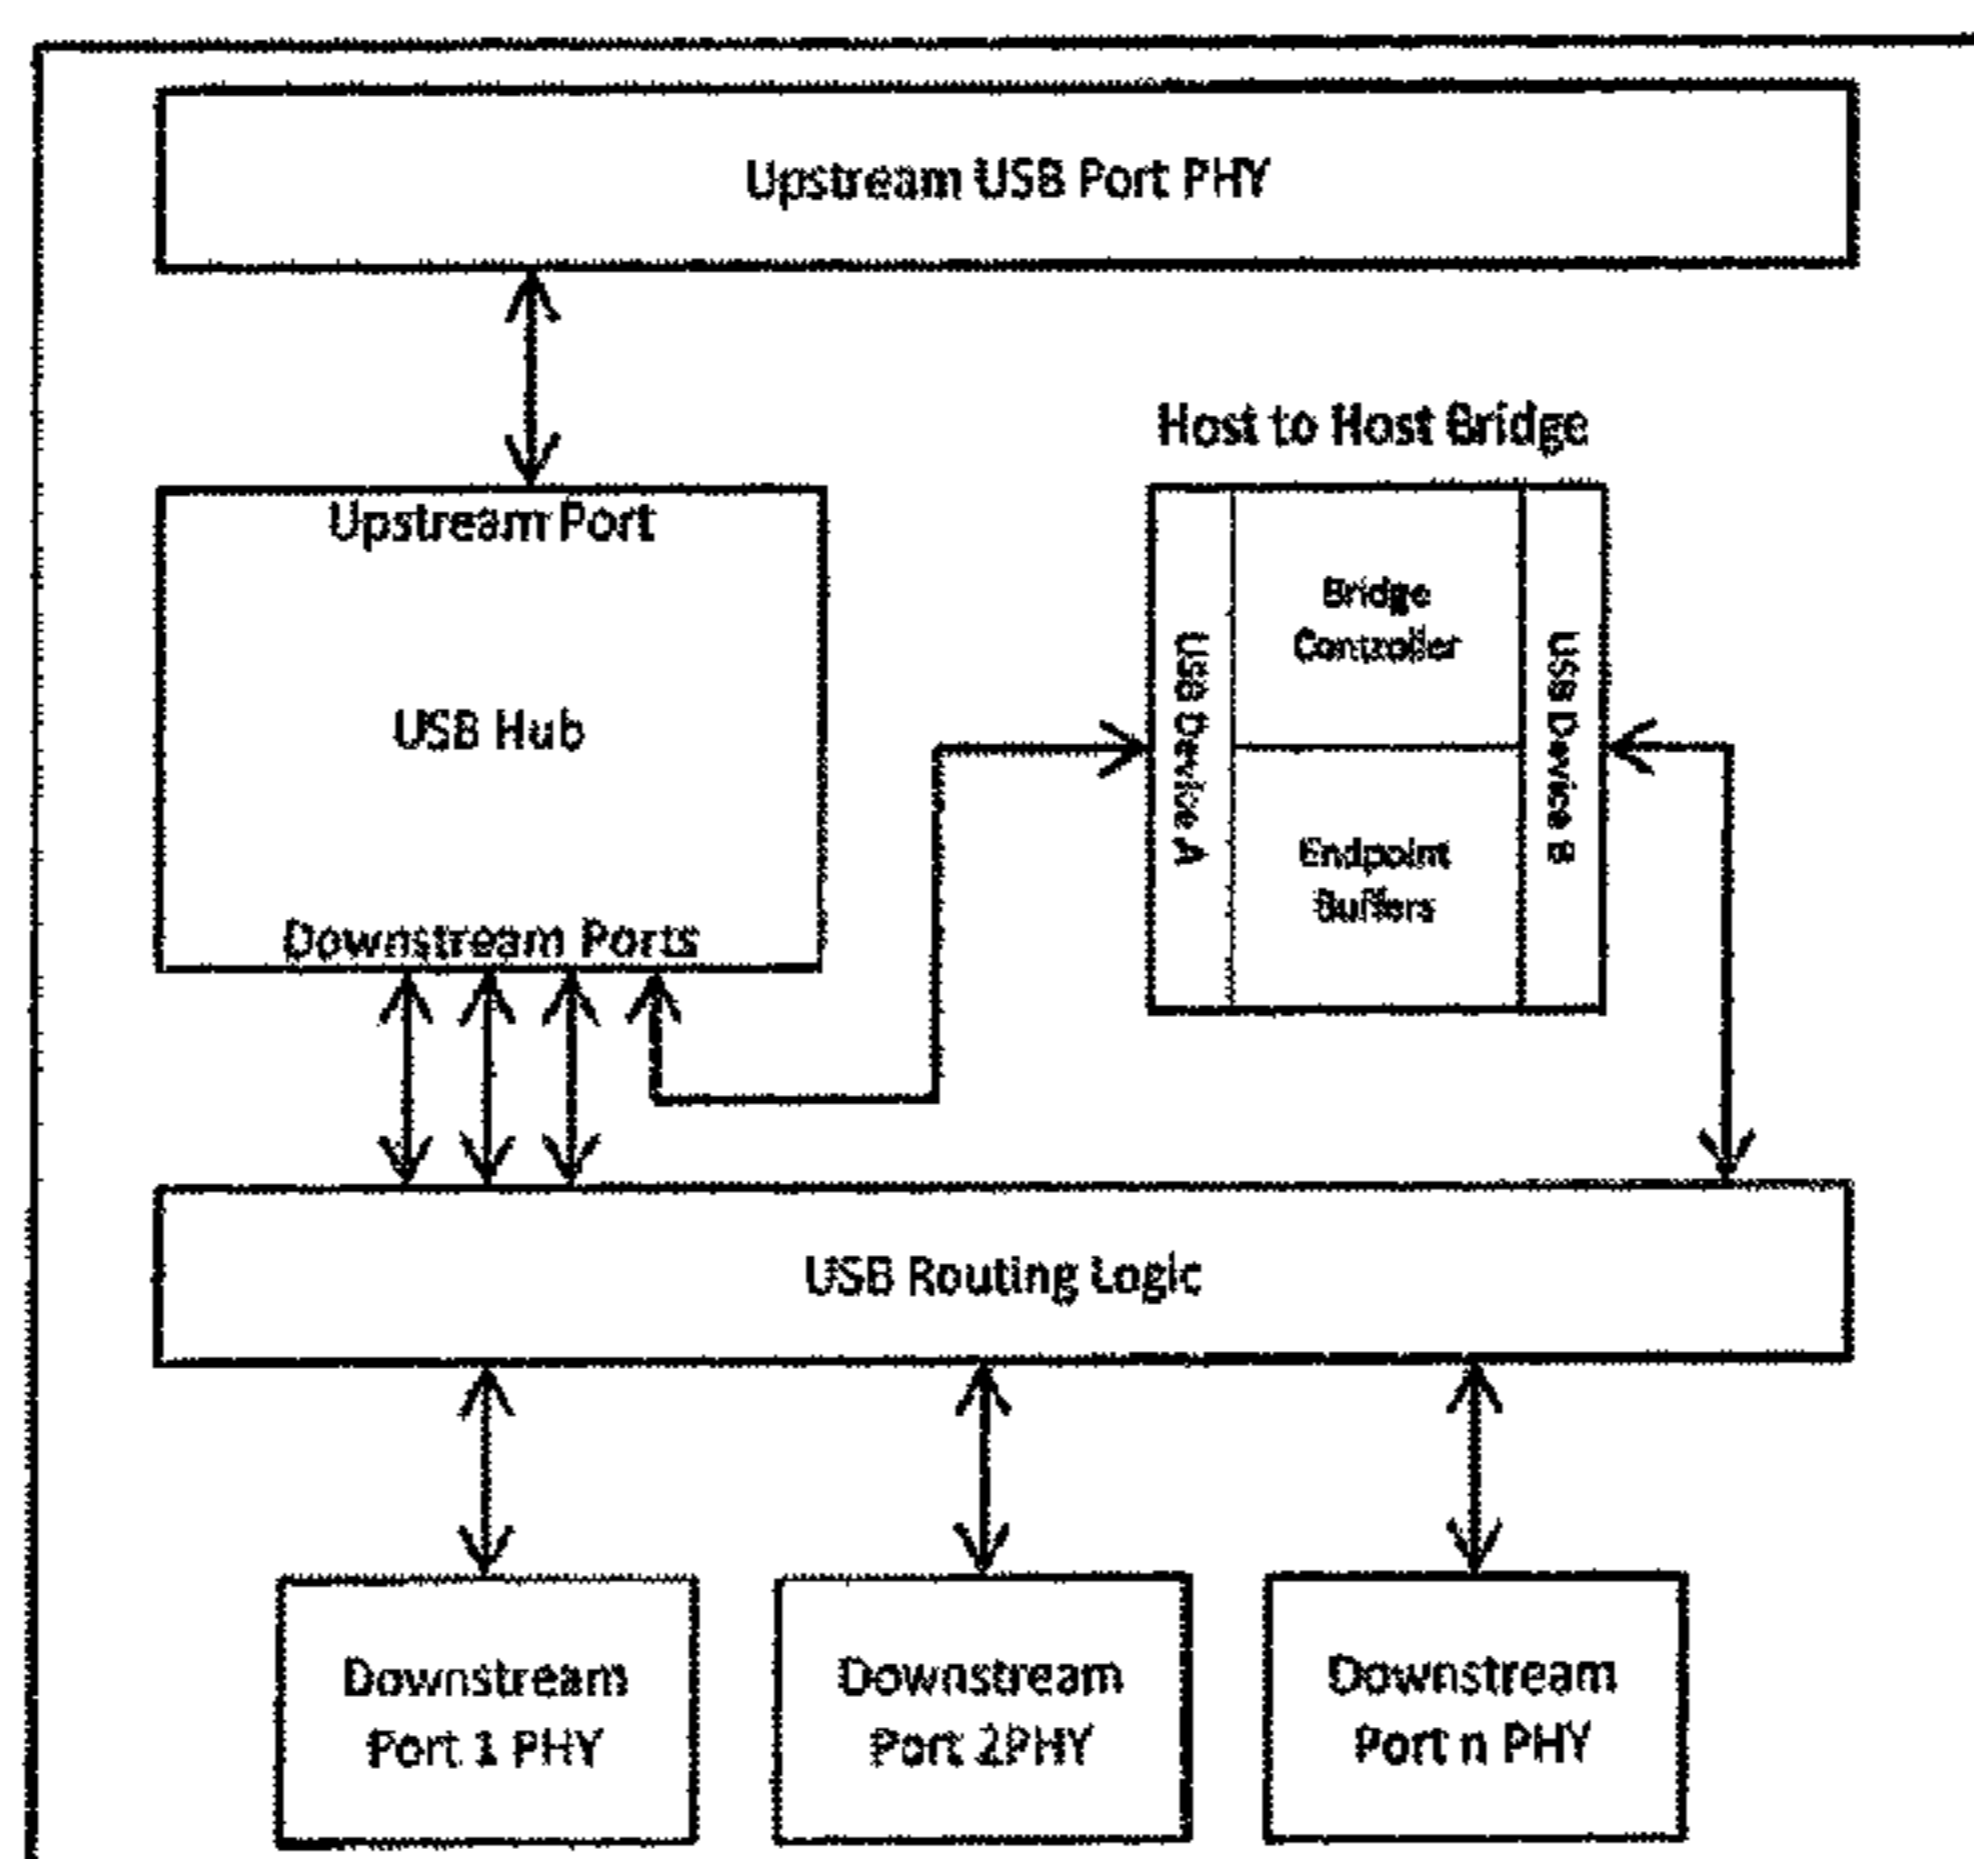 Upstream USB Port PHY
Host to Host Bridge
Upstream Port
USB Hub
Downstream Ports
USB Device A
Bridge
Controller
Endpoint
Buffers
USB Device B
USB Routing Logic
Downstream
Port 1 PHY
Downstream
Port 2PHY
Downstream
Port n PHY